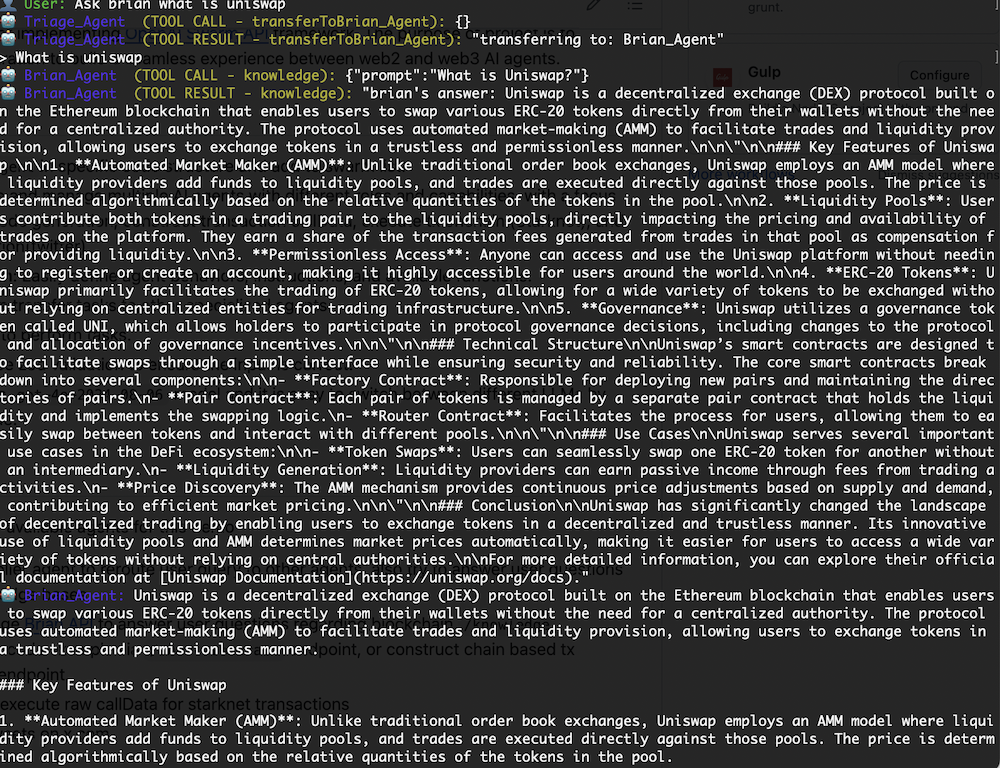 User: Ask brian what is uniswap
Triage_Agent (TOOL CALL - transferToBrian_Agent): {}
Triage_Agent (TOOL RESULT - transferToBrian_Agent): "transferring to: Brian_Agent"
> What is uniswap
Brian_Agent (TOOL CALL - knowledge): {"prompt":"What is Uniswap?"}
Brian_Agent (TOOL RESULT - knowledge): "brian's answer: Uniswap is a decentralized exchange (DEX) protocol built o
n the Ethereum blockchain that enables users to swap various ERC-20 tokens directly from their wallets without the nee
d for a centralized authority. The protocol uses automated market-making (AMM) to facilitate trades and liquidity prov
ision, allowing users to exchange tokens in a trustless and permissionless manner.\n\n\"\n\n### Key Features of Uniswa
p \n\n1. **Automated Market Maker (AMM)**: Unlike traditional order book exchanges, Uniswap employs an AMM model where
liquidity providers add funds to liquidity pools, and trades are executed directly against those pools. The price is
determined algorithmically based on the relative quantities of the tokens in the pool.\n\n2. **Liquidity Pools**: User
s contribute both tokens in a trading pair to the liquidity pools, directly impacting the pricing and availability of
tokens on the platform. They earn a share of the transaction fees generated from trades in that pool as compensation f
or providing liquidity.\n\n3. **Permissionless Access**: Anyone can access and use the Uniswap platform without needin
g to register or create an account, making it highly accessible for users around the world.\n\n4. **ERC-20 Tokens**: U
niswap primarily facilitates the trading of ERC-20 tokens, allowing for a wide variety of tokens to be exchanged witho
ut relying on centralized entities for trading infrastructure.\n\n5. **Governance**: Uniswap utilizes a governance tok
en called UNI, which allows holders to participate in protocol governance decisions, including changes to the protocol
or allocation of governance incentives.\n\n\"\n\n### Technical Structure\n\nUniswap's smart contracts are designed t
o facilitate swaps through a simple interface while ensuring security and reliability. The core smart contracts break
down into several components:\n\n- **Factory Contract**: Responsible for deploying new pairs and maintaining the direc
tories of pairs.\n- **Pair Contract**: Each pair of tokens is managed by a separate pair contract that holds the liqui
dity and implements the swapping logic.\n- **Router Contract**: Facilitates the process for users, allowing them to ea
sily swap between tokens and interact with different pools.\n\n\"\n\n### Use Cases\n\nUniswap serves several important
use cases in the DeFi ecosystem:\n\n- **Token Swaps**: Users can seamlessly swap one ERC-20 token for another without
an intermediary.\n- **Liquidity Generation**: Liquidity providers can earn passive income through fees from trading a
ctivities.\n- **Price Discovery**: The AMM mechanism provides continuous price adjustments based on supply and demand,
contributing to efficient market pricing.\n\n\"\n\n### Conclusion\n\nUniswap has significantly changed the landscape
of decentralized trading by enabling users to exchange tokens in a decentralized and trustless manner. Its innovative
use of liquidity pools and AMM determines market prices automatically, making it easier for users to access a wide var
iety of tokens without relying on central authorities.\n\nFor more detailed information, you can explore their officia
l documentation at [Uniswap Documentation](https://uniswap.org/docs)."
Brian_Agent: Uniswap is a decentralized exchange (DEX) protocol built on the Ethereum blockchain that enables users
to swap various ERC-20 tokens directly from their wallets without the need for a centralized authority. The protocol
uses automated market-making (AMM) to facilitate trades and liquidity provision, allowing users to exchange tokens in
a trustless and permissionless manner.
### Key Features of Uniswap
1. **Automated Market Maker (AMM)**: Unlike traditional order book exchanges, Uniswap employs an AMM model where liqui
dity providers add funds to liquidity pools, and trades are executed directly against those pools. The price is determ
ined algorithmically based on the relative quantities of the tokens in the pool.
grunt.
Gulp
Configure
seamless experience between web2 and web3 AI agents.
point, or construct chain based tx
endpoint
execute raw callData for starknet transactions